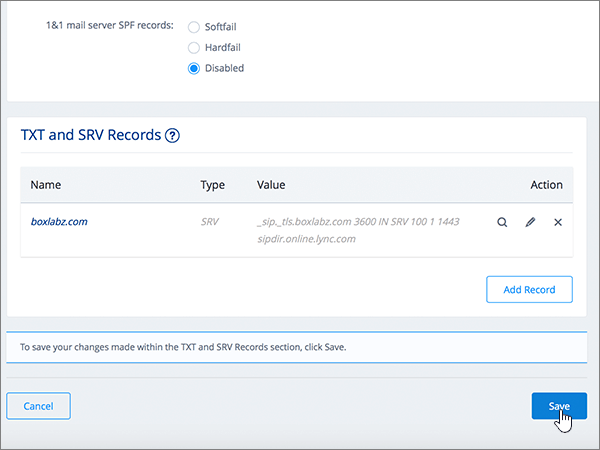 1&1 mail server SPF records:
Softfail
Hardfail
Disabled
TXT and SRV Records ?
Name Type Value Action
boxlabz.com SRV _sip._tls.boxlabz.com 3600 IN SRV 100 1 1443
sipdir.online.lync.com
Add Record
To save your changes made within the TXT and SRV Records section, click Save.
Cancel Save